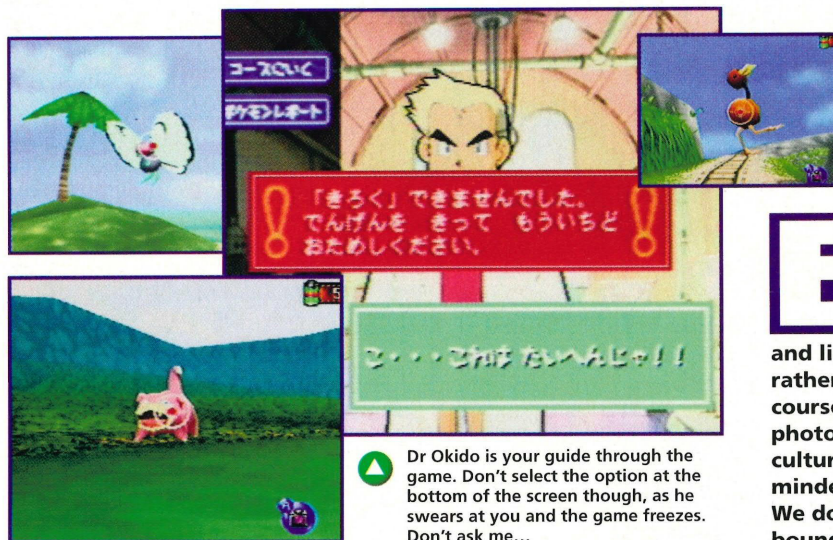 コースにいく
ポケモンレポート
「きろく」できませんでした。
でんげんを きって もういちど
おためしください。
こ・・・これは たいへんじゃ!!
Dr Okido is your guide through the
game. Don't select the option at the
bottom of the screen though, as he
swears at you and the game freezes.
Don't ask me...
and li
rather
course
photo
cultur
minde
We do
bound